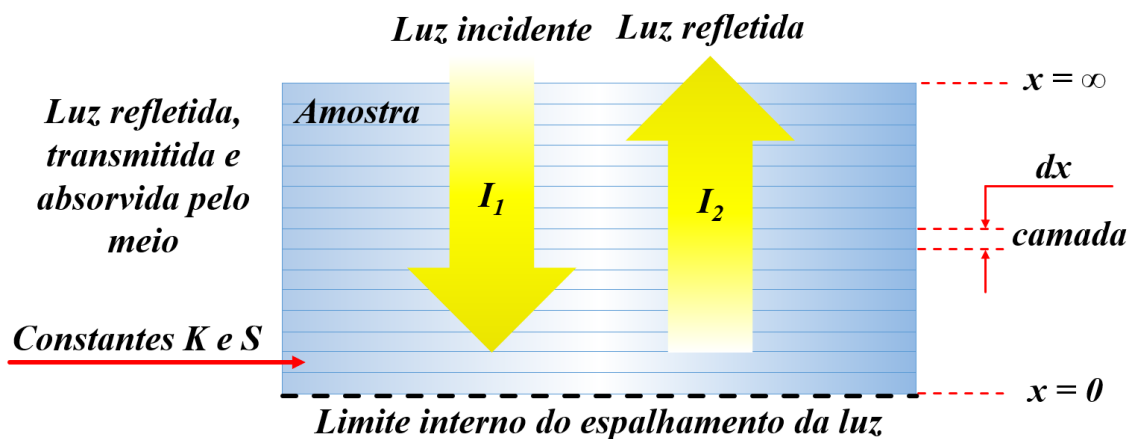 Luz incidente
Luz refletida
x = ∞
Luz refletida,
transmitida e
absorvida pelo
meio
Amostra
dx
I₁
I₂
camada
Constantes K e S
x = 0
Limite interno do espalhamento da luz